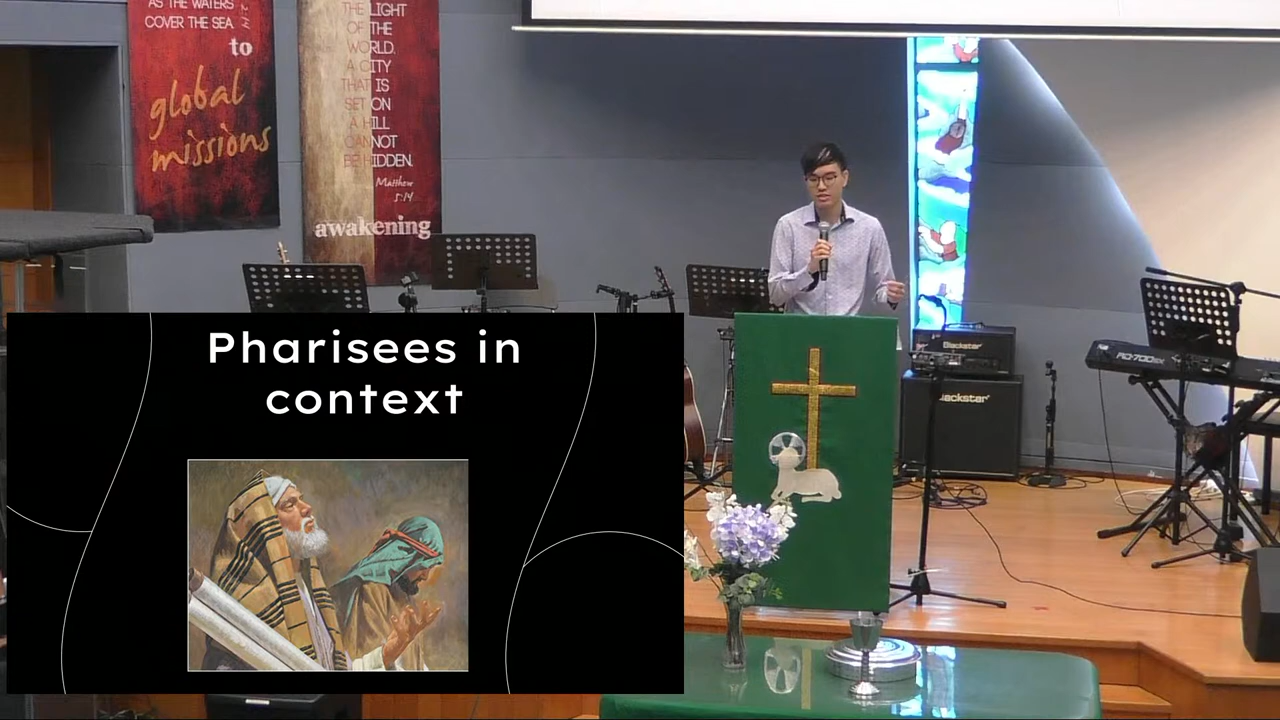 AS THE WATERS
COVER THE SEA
to
global
missions
THE LIGHT
OF THE
WORLD.
A CITY
THAT IS
SET ON
A HILL
CANNOT
BE HIDDEN.
Matthew
5:14
awakening
Pharisees in
context
Blackstar
Blackstar
RD-700SX